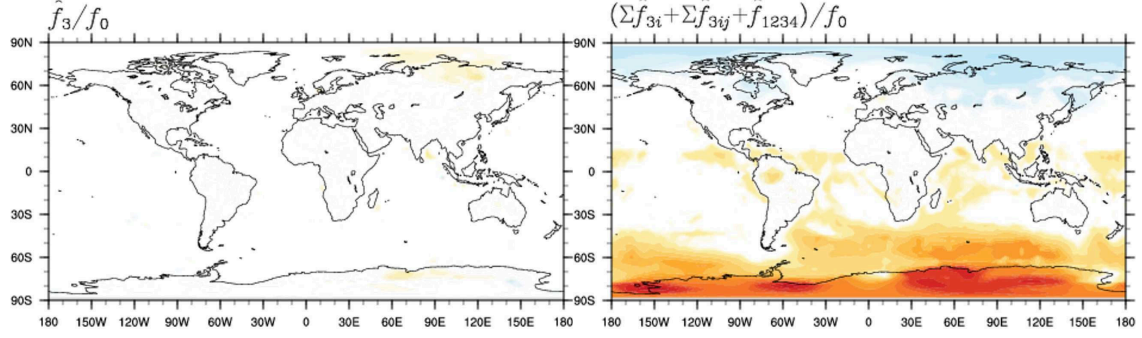 f̂₃/f₀
(Σf₃ᵢ+Σf₃ᵢⱼ+f₁₂₃₄)/f₀
90N 90N
60N 60N
30N 30N
0 0
30S 30S
60S 60S
90S 90S
180 150W 120W 90W 60W 30W 0 30E 60E 90E 120E 150E 180
180 150W 120W 90W 60W 30W 0 30E 60E 90E 120E 150E 180